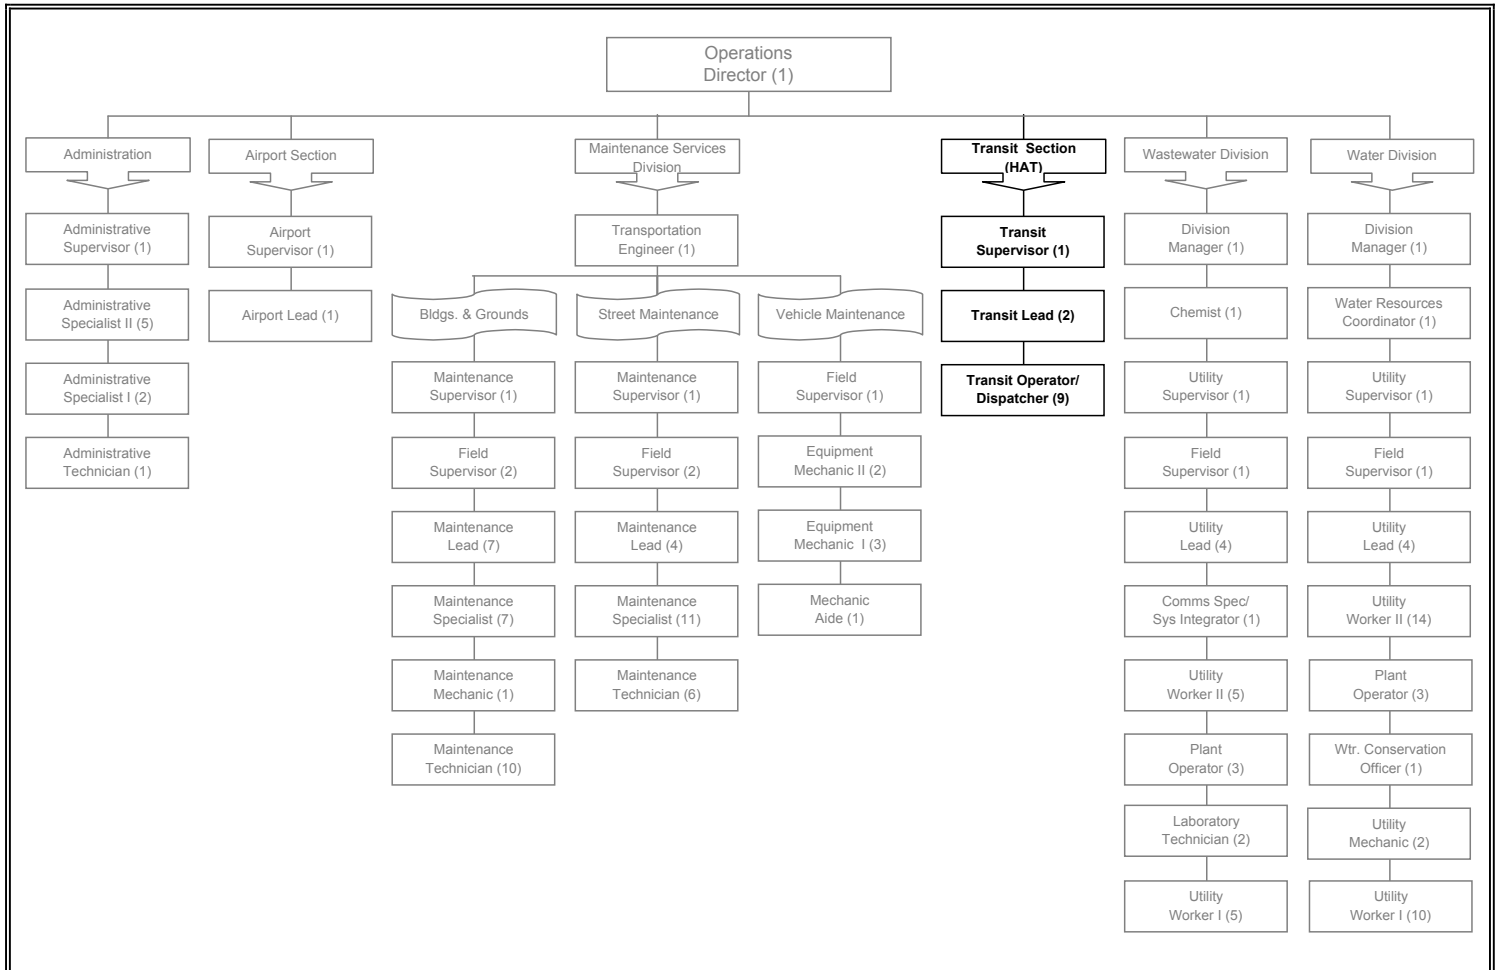 Operations
Director (1)
Administration
Airport Section
Maintenance Services
Division
Transit Section
(HAT)
Wastewater Division
Water Division
Administrative
Supervisor (1)
Administrative
Specialist II (5)
Administrative
Specialist I (2)
Administrative
Technician (1)
Airport
Supervisor (1)
Airport Lead (1)
Transportation
Engineer (1)
Bldgs. & Grounds
Maintenance
Supervisor (1)
Field
Supervisor (2)
Maintenance
Lead (7)
Maintenance
Specialist (7)
Maintenance
Mechanic (1)
Maintenance
Technician (10)
Street Maintenance
Maintenance
Supervisor (1)
Field
Supervisor (2)
Maintenance
Lead (4)
Maintenance
Specialist (11)
Maintenance
Technician (6)
Vehicle Maintenance
Field
Supervisor (1)
Equipment
Mechanic II (2)
Equipment
Mechanic I (3)
Mechanic
Aide (1)
Transit
Supervisor (1)
Transit Lead (2)
Transit Operator/
Dispatcher (9)
Division
Manager (1)
Chemist (1)
Utility
Supervisor (1)
Field
Supervisor (1)
Utility
Lead (4)
Comms Spec/
Sys Integrator (1)
Utility
Worker II (5)
Plant
Operator (3)
Laboratory
Technician (2)
Utility
Worker I (5)
Division
Manager (1)
Water Resources
Coordinator (1)
Utility
Supervisor (1)
Field
Supervisor (1)
Utility
Lead (4)
Utility
Worker II (14)
Plant
Operator (3)
Wtr. Conservation
Officer (1)
Utility
Mechanic (2)
Utility
Worker I (10)